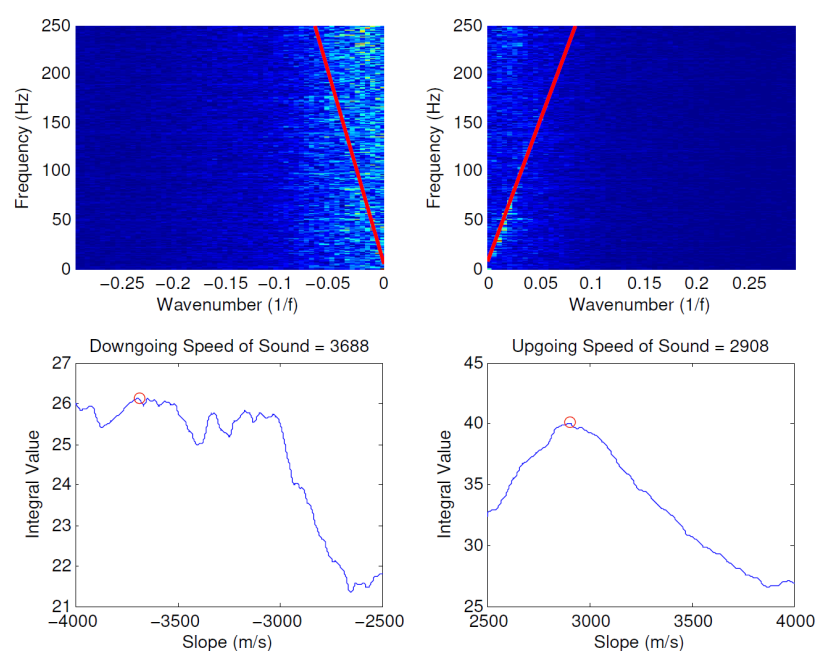 250
200
150
100
50
0
Frequency (Hz)
−0.25 −0.2 −0.15 −0.1 −0.05 0
Wavenumber (1/f)
250
200
150
100
50
0
Frequency (Hz)
0 0.05 0.1 0.15 0.2 0.25
Wavenumber (1/f)
Downgoing Speed of Sound = 3688
27
26
25
24
23
22
21
Integral Value
−4000 −3500 −3000 −2500
Slope (m/s)
Upgoing Speed of Sound = 2908
45
40
35
30
25
Integral Value
2500 3000 3500 4000
Slope (m/s)